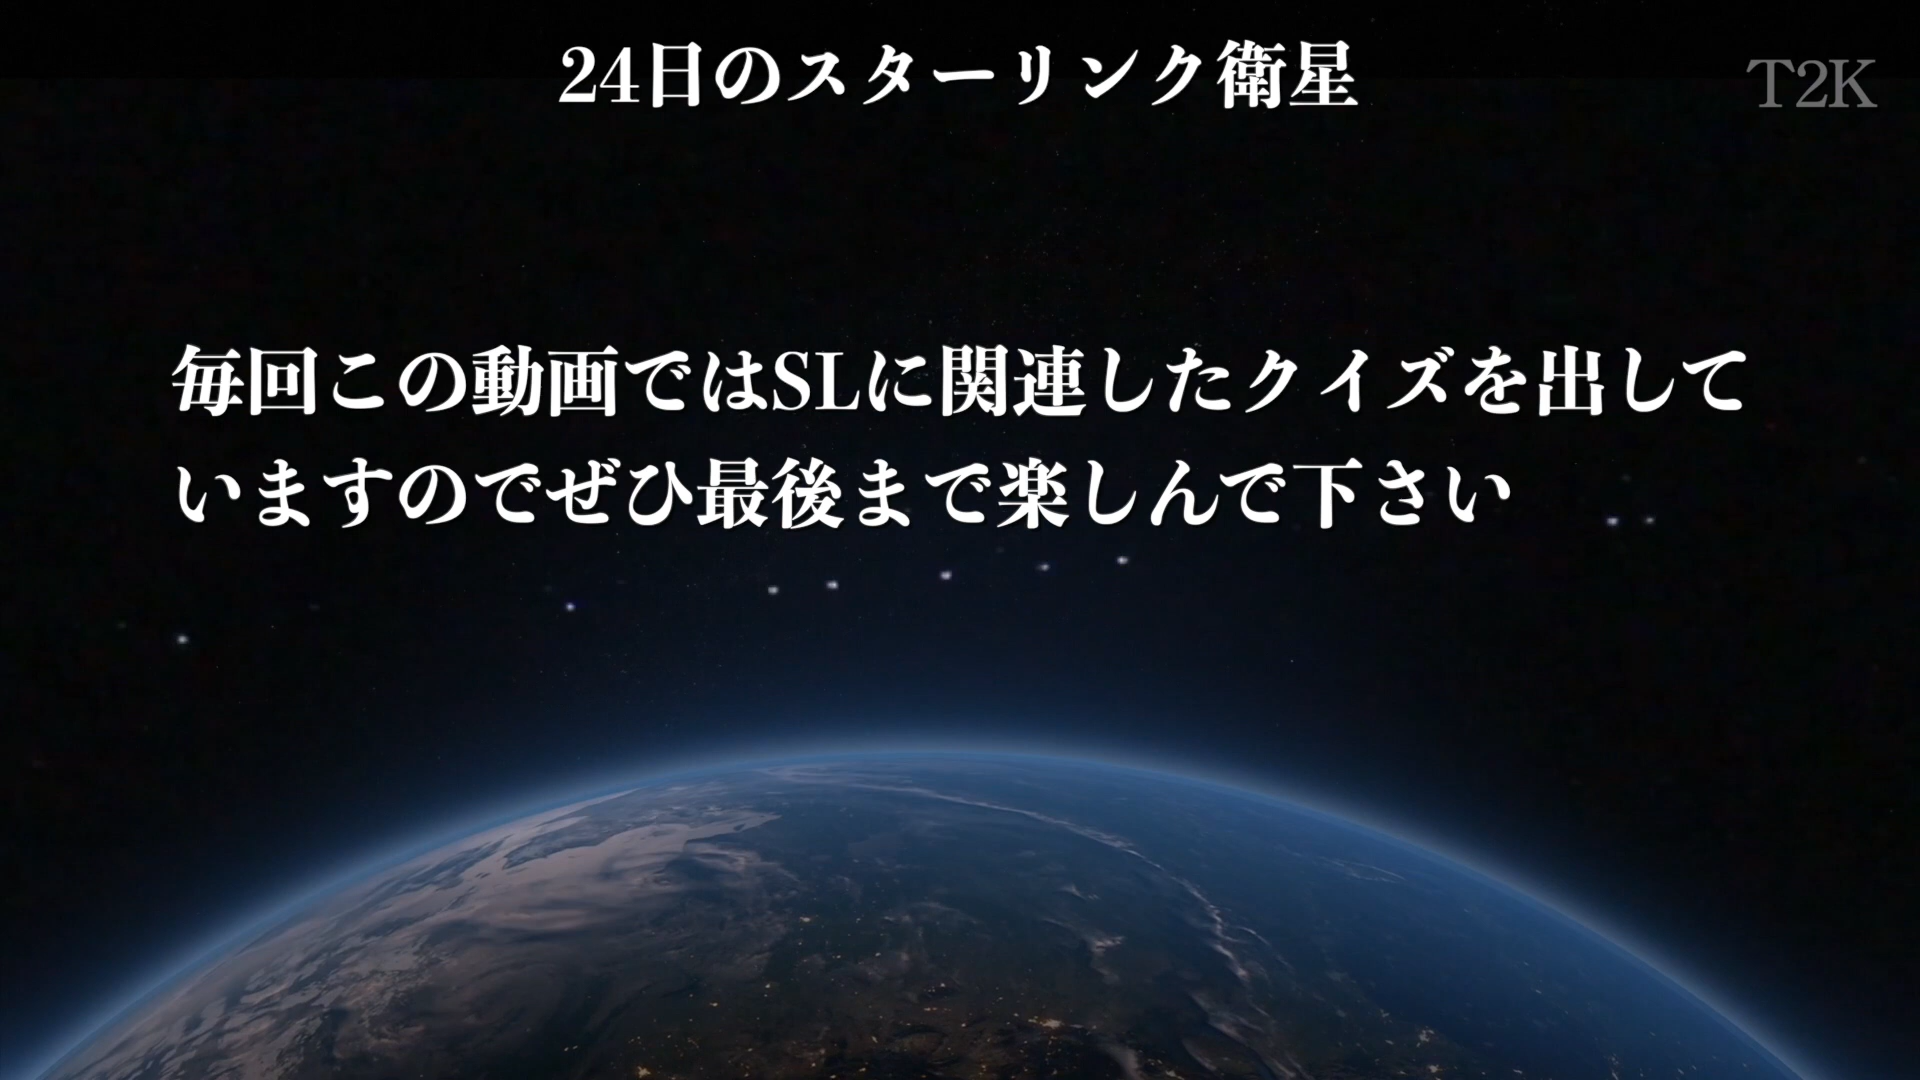 24日のスターリンク衛星
T2K
毎回この動画ではSLに関連したクイズを出して
いますのでぜひ最後まで楽しんで下さい